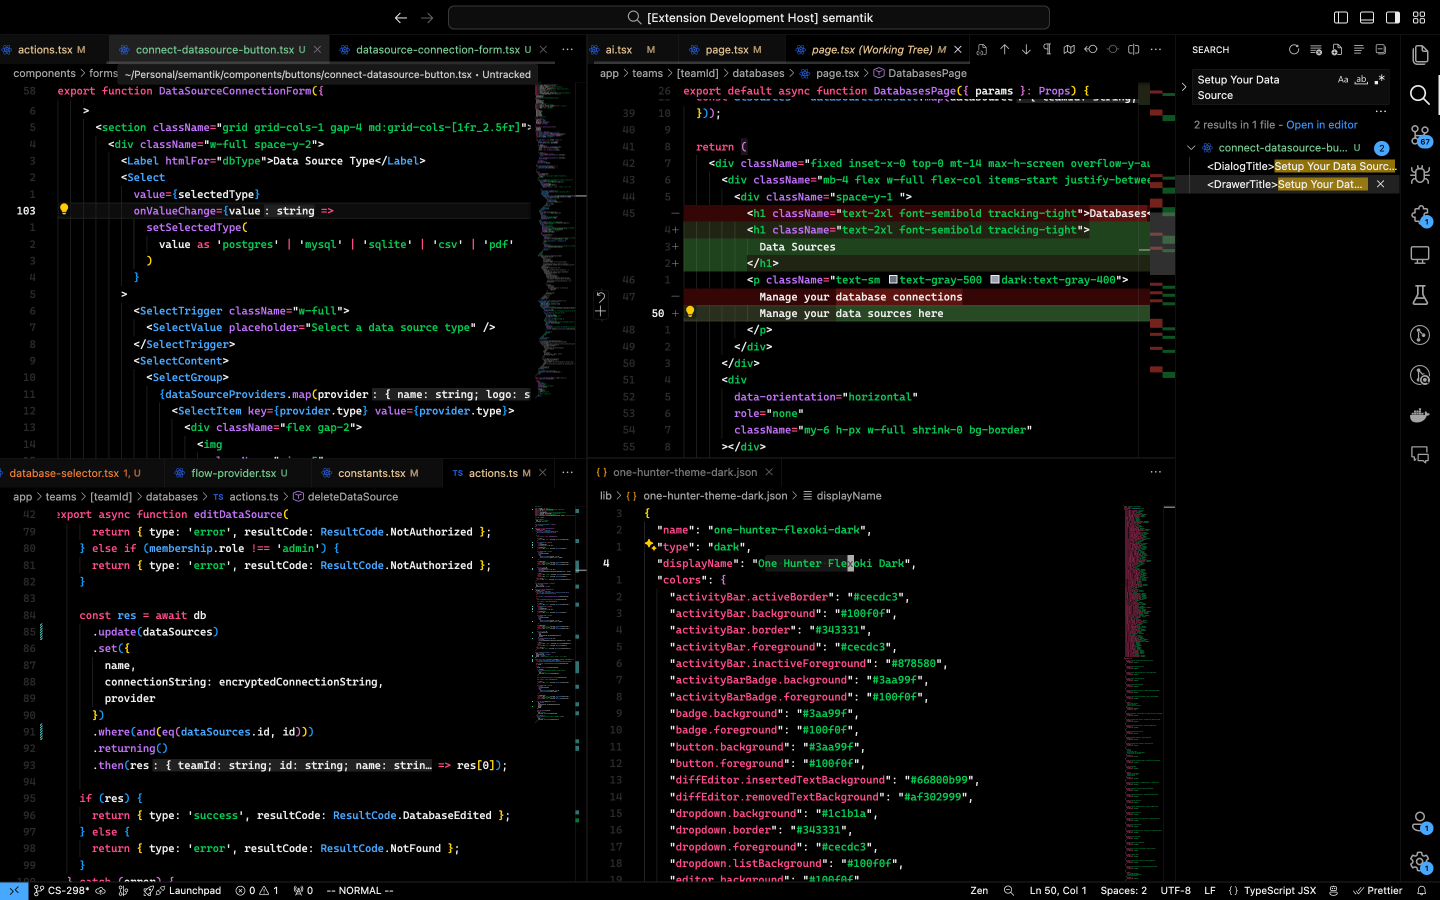 [Extension Development Host] semantik
actions.tsx M
connect-datasource-button.tsx U
datasource-connection-form.tsx U
components > forms
~/Personal/semantik/components/buttons/connect-datasource-button.tsx • Untracked
58 export function DataSourceConnectionForm({
6 >
5 <section className="grid grid-cols-1 gap-4 md:grid-cols-[1fr_2.5fr]">
4 <div className="w-full space-y-2">
3 <Label htmlFor="dbType">Data Source Type</Label>
2 <Select
1 value={selectedType}
103 onValueChange={value: string =>
1 setSelectedType(
2 value as 'postgres' | 'mysql' | 'sqlite' | 'csv' | 'pdf'
3 )
4 }
5 >
6 <SelectTrigger className="w-full">
7 <SelectValue placeholder="Select a data source type" />
8 </SelectTrigger>
9 <SelectContent>
10 <SelectGroup>
11 {dataSourceProviders.map(provider: { name: string; logo: s
12 <SelectItem key={provider.type} value={provider.type}>
13 <div className="flex gap-2">
14 <img
ai.tsx M
page.tsx M
page.tsx (Working Tree) M
app > teams > [teamId] > databases > page.tsx > DatabasesPage
26 export default async function DatabasesPage({ params }: Props) {
39 10 }));
40 9
41 8 return (
42 7 <div className="fixed inset-x-0 top-0 mt-14 max-h-screen overflow-y-au
43 6 <div className="mb-4 flex w-full flex-col items-start justify-betwee
44 5 <div className="space-y-1 ">
45 — <h1 className="text-2xl font-semibold tracking-tight">Databases<
4+ <h1 className="text-2xl font-semibold tracking-tight">
3+ Data Sources
2+ </h1>
46 1 <p className="text-sm text-gray-500 dark:text-gray-400">
47 — Manage your database connections
50 + Manage your data sources here
48 1 </p>
49 2 </div>
50 3 </div>
51 4 <div
52 5 data-orientation="horizontal"
53 6 role="none"
54 7 className="my-6 h-px w-full shrink-0 bg-border"
55 8 ></div>
SEARCH
Setup Your Data
Source
Aa ab .*
2 results in 1 file - Open in editor
connect-datasource-bu... U 2
<DialogTitle>Setup Your Data Sourc...
<DrawerTitle>Setup Your Dat...
67
1
database-selector.tsx 1, U
flow-provider.tsx U
constants.tsx M
TS actions.ts M
app > teams > [teamId] > databases > TS actions.ts > deleteDataSource
42 export async function editDataSource(
79 return { type: 'error', resultCode: ResultCode.NotAuthorized };
80 } else if (membership.role !== 'admin') {
81 return { type: 'error', resultCode: ResultCode.NotAuthorized };
82 }
83
84 const res = await db
85 .update(dataSources)
86 .set({
87 name,
88 connectionString: encryptedConnectionString,
89 provider
90 })
91 .where(and(eq(dataSources.id, id)))
92 .returning()
93 .then(res: { teamId: string; id: string; name: strin… => res[0]);
94
95 if (res) {
96 return { type: 'success', resultCode: ResultCode.DatabaseEdited };
97 } else {
98 return { type: 'error', resultCode: ResultCode.NotFound };
99 }
100 } catch (error) {
{ } one-hunter-theme-dark.json
lib > { } one-hunter-theme-dark.json > displayName
3 {
2 "name": "one-hunter-flexoki-dark",
1 "type": "dark",
4 "displayName": "One Hunter Flexoki Dark",
1 "colors": {
2 "activityBar.activeBorder": "#cecdc3",
3 "activityBar.background": "#100f0f",
4 "activityBar.border": "#343331",
5 "activityBar.foreground": "#cecdc3",
6 "activityBar.inactiveForeground": "#878580",
7 "activityBarBadge.background": "#3aa99f",
8 "activityBarBadge.foreground": "#100f0f",
9 "badge.background": "#3aa99f",
10 "badge.foreground": "#100f0f",
11 "button.background": "#3aa99f",
12 "button.foreground": "#100f0f",
13 "diffEditor.insertedTextBackground": "#66800b99",
14 "diffEditor.removedTextBackground": "#af302999",
15 "dropdown.background": "#1c1b1a",
16 "dropdown.border": "#343331",
17 "dropdown.foreground": "#cecdc3",
18 "dropdown.listBackground": "#100f0f",
19 "editor.background": "#100f0f",
1
1
CS-298* Launchpad 0 1 0 -- NORMAL -- Zen Ln 50, Col 1 Spaces: 2 UTF-8 LF { } TypeScript JSX Prettier